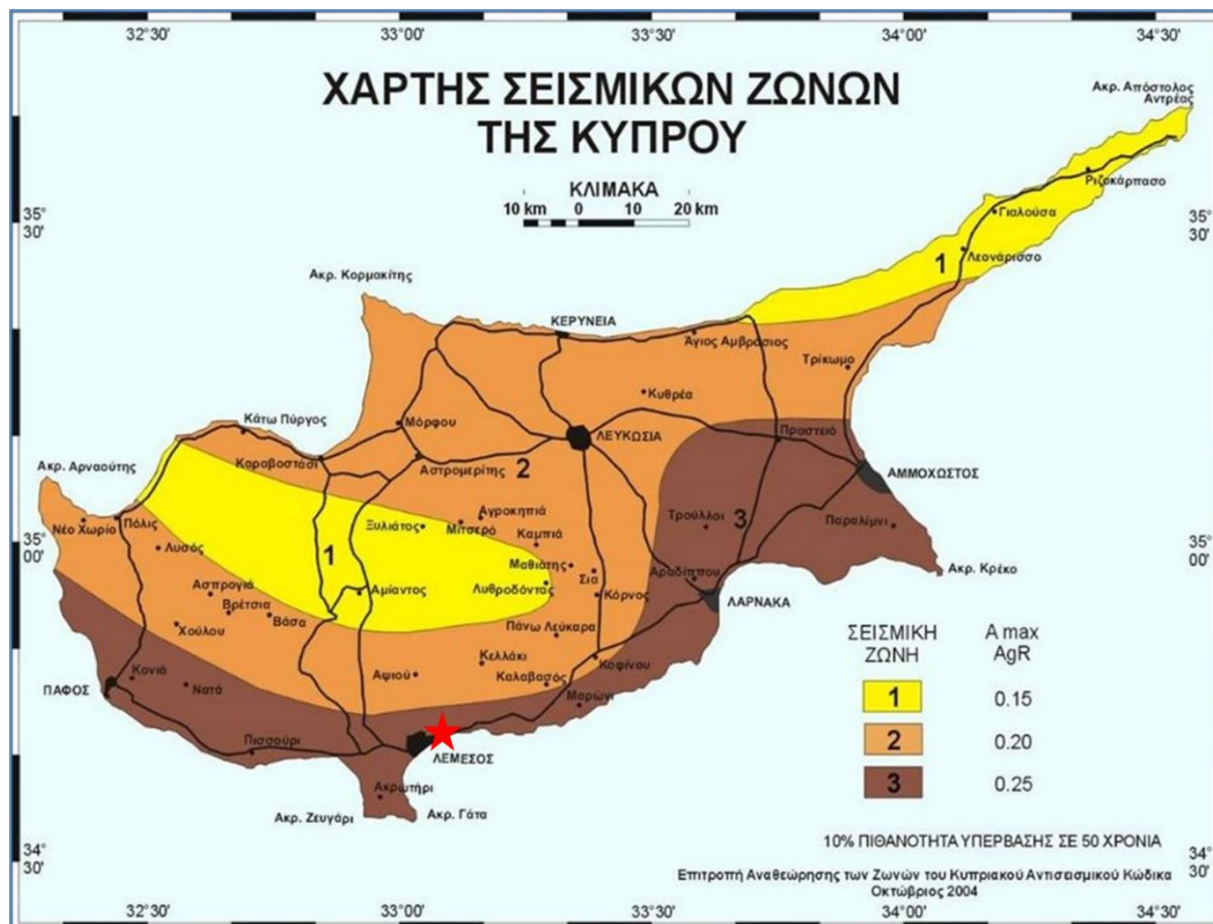 32°30' 33°00' 33°30' 34°00' 34°30'
ΧΑΡΤΗΣ ΣΕΙΣΜΙΚΩΝ ΖΩΝΩΝ
ΤΗΣ ΚΥΠΡΟΥ
Ακρ. Απόστολος
Αντρέας
ΚΛΙΜΑΚΑ
10 km 0 10 20 km
Ριζοκάρπασο
Γιαλούσα
35°
30'
35°
30'
Λεονάρισσο
1
Ακρ. Κορμακίτης
ΚΕΡΥΝΕΙΑ
Άγιος Αμβρόσιος
Τρίκωμο
Κυθρέα
Κάτω Πύργος
Μόρφου
ΛΕΥΚΩΣΙΑ
Πραστειό
Ακρ. Αρναούτης
Καραβοστάσι
Αστρομερίτης
2
ΑΜΜΟΧΩΣΤΟΣ
Νέο Χωρίο
Πόλις
Ξυλιάτος
Αγροκηπιά
Μιτσερό
Καμπιά
Τρούλλοι
3
Παραλίμνι
35°
00'
35°
00'
Λυσός
1
Μαθιάτης
Σια
Αραδίππου
Ακρ. Κρέκο
Ασπρογιά
Αμίαντος
Λυθροδόντας
Κόρνος
ΛΑΡΝΑΚΑ
Βρέτσια
Βάσα
Χούλου
Πάνω Λεύκαρα
ΣΕΙΣΜΙΚΗ
ΖΩΝΗ
A max
AgR
Κελλάκι
Κοφίνου
Κονιά
Αψιού
Καλαβασός
ΠΑΦΟΣ
Νατά
Μαρώνι
1 0.15
2 0.20
3 0.25
Πισσούρι
ΛΕΜΕΣΟΣ
Ακρωτήρι
Ακρ. Ζευγάρι
Ακρ. Γάτα
10% ΠΙΘΑΝΟΤΗΤΑ ΥΠΕΡΒΑΣΗΣ ΣΕ 50 ΧΡΟΝΙΑ
34°
30'
34°
30'
Επιτροπή Αναθεώρησης των Ζωνών του Κυπριακού Αντισεισμικού Κώδικα
Οκτώβριος 2004
32°30' 33°00' 33°30' 34°00' 34°30'